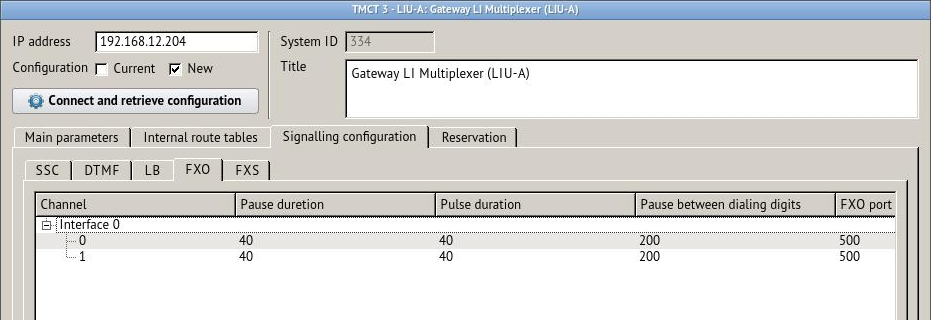 TMCT 3 - LIU-A: Gateway LI Multiplexer (LIU-A)
IP address 192.168.12.204 System ID 334
Configuration Current New Title Gateway LI Multiplexer (LIU-A)
Connect and retrieve configuration
Main parameters Internal route tables Signalling configuration Reservation
SSC DTMF LB FXO FXS
Channel Pause duretion Pulse duration Pause between dialing digits FXO port
Interface 0
0 40 40 200 500
1 40 40 200 500